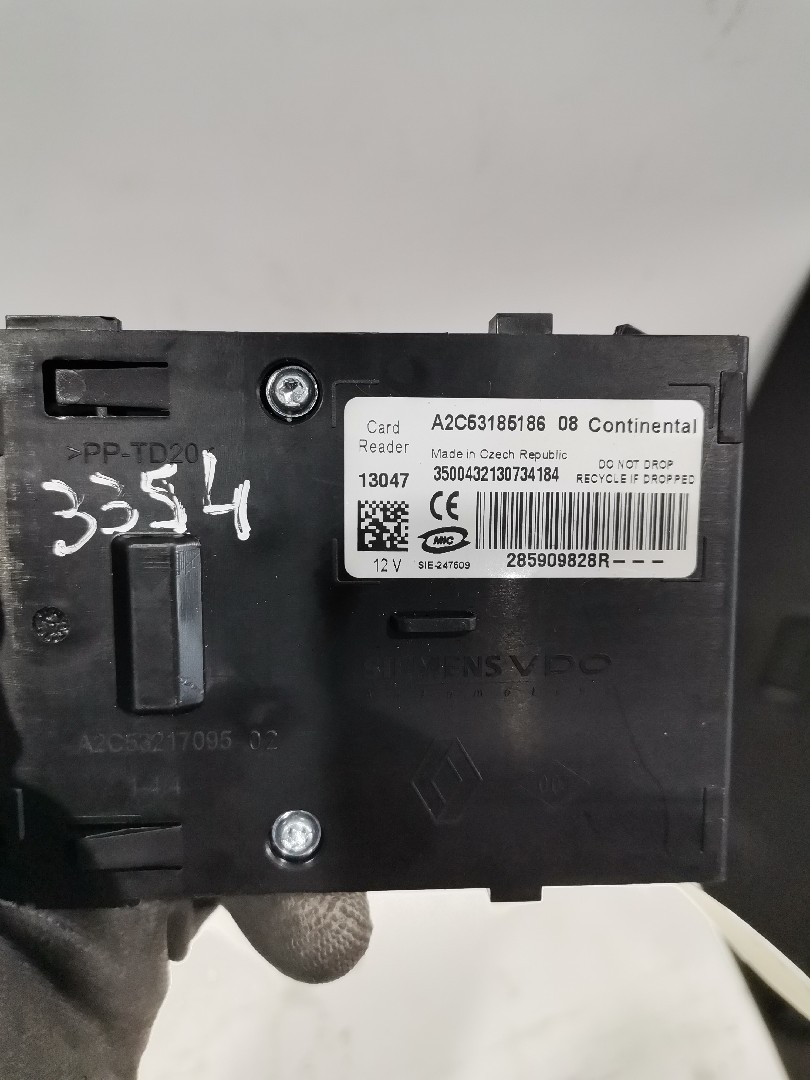 >PP-TD20<
3354
Card
Reader
A2C53185186 08 Continental
Made in Czech Republic
13047
3500432130734184
DO NOT DROP
RECYCLE IF DROPPED
CE
MIC
12 V
SIE-247609
285909828R---
SIEMENS VDO
A2C53217095 02